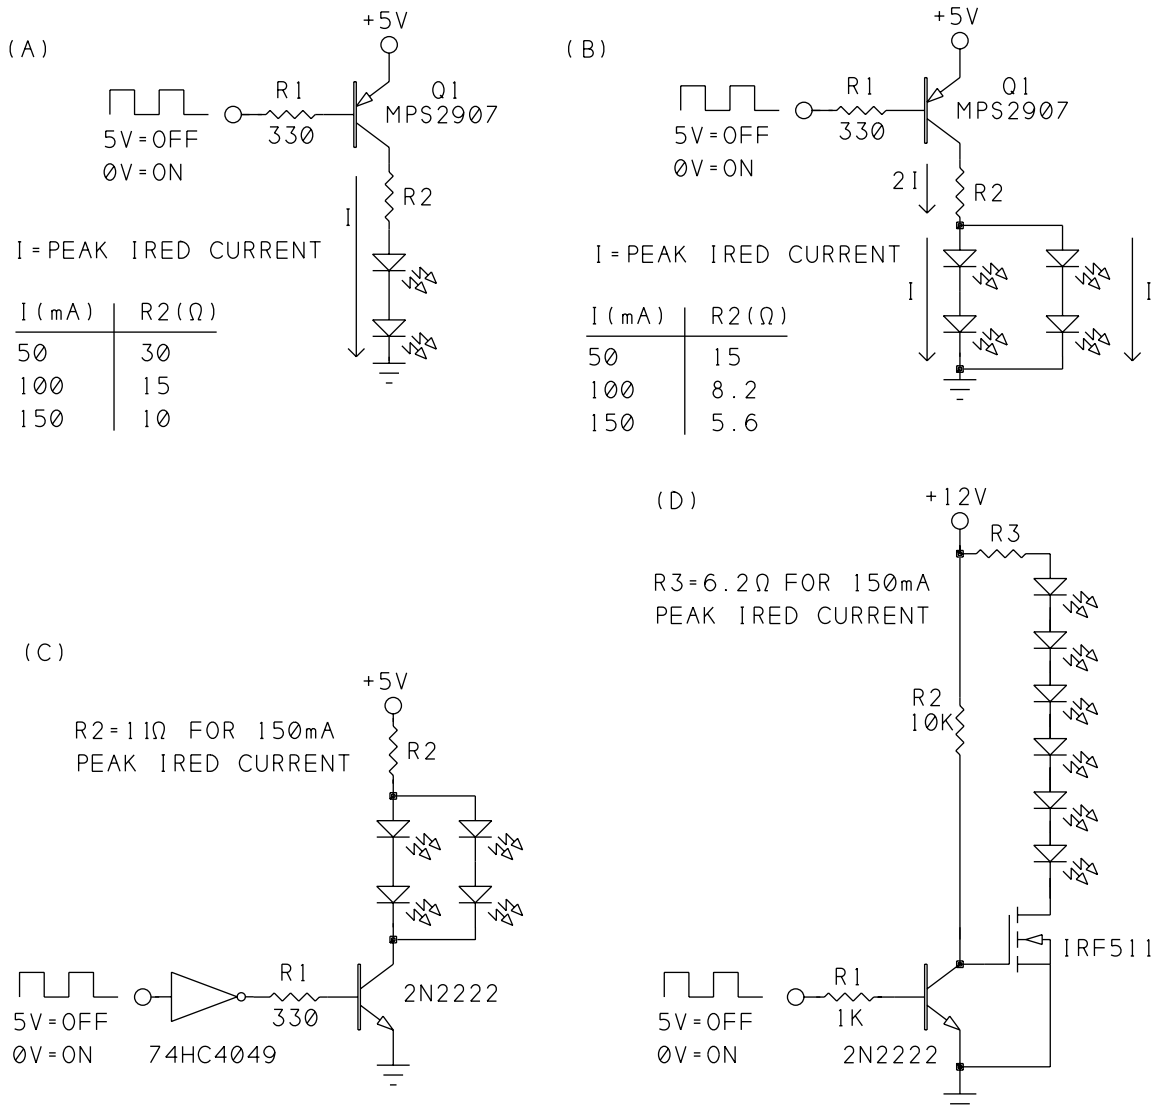 (A)
+5V
R1
330
Q1
MPS2907
5V=OFF
0V=ON
R2
I
I=PEAK IRED CURRENT
I(mA) R2(Ω)
50 30
100 15
150 10
(B)
+5V
R1
330
Q1
MPS2907
5V=OFF
0V=ON
2I
R2
I=PEAK IRED CURRENT
I
I
I(mA) R2(Ω)
50 15
100 8.2
150 5.6
(C)
+5V
R2=11Ω FOR 150mA
PEAK IRED CURRENT
R2
R1
330
2N2222
5V=OFF
0V=ON
74HC4049
(D)
+12V
R3
R3=6.2Ω FOR 150mA
PEAK IRED CURRENT
R2
10K
IRF511
R1
1K
5V=OFF
0V=ON
2N2222